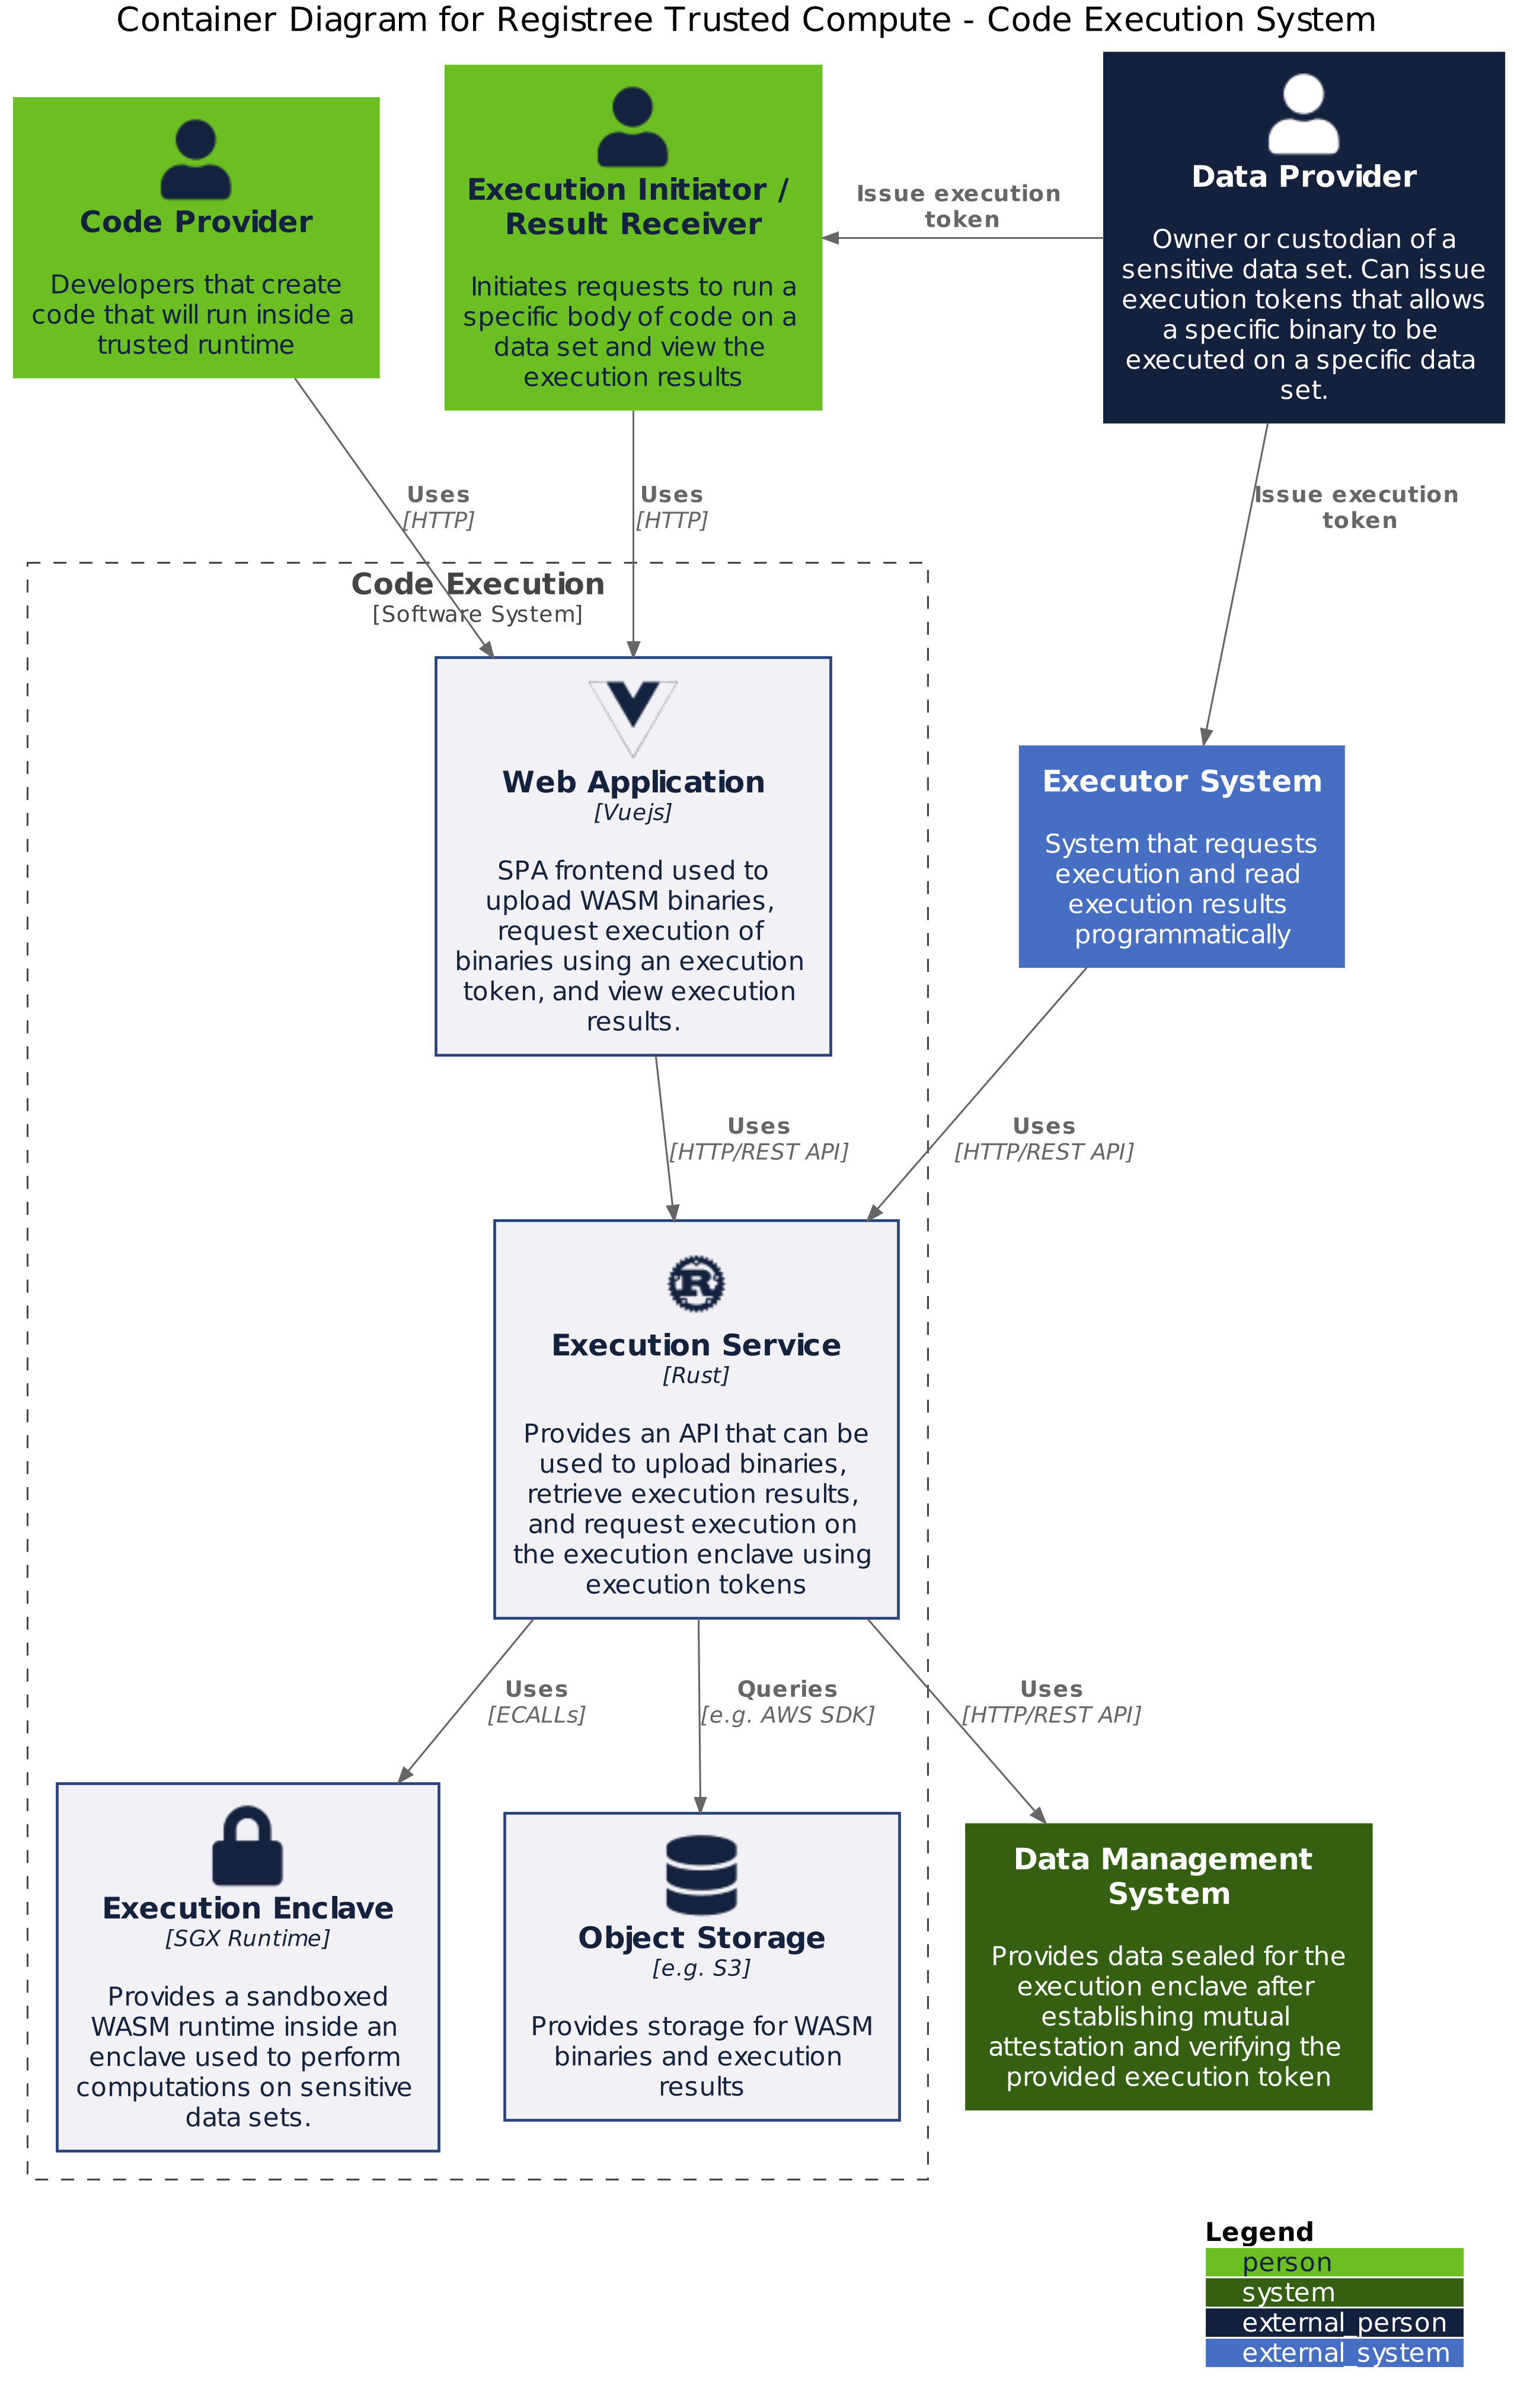 Container Diagram for Registree Trusted Compute - Code Execution System
Code Provider
Developers that create
code that will run inside a
trusted runtime
Execution Initiator /
Result Receiver
Initiates requests to run a
specific body of code on a
data set and view the
execution results
Issue execution
token
Data Provider
Owner or custodian of a
sensitive data set. Can issue
execution tokens that allows
a specific binary to be
executed on a specific data
set.
Uses
[HTTP]
Uses
[HTTP]
Issue execution
token
Code Execution
[Software System]
Web Application
[Vuejs]
SPA frontend used to
upload WASM binaries,
request execution of
binaries using an execution
token, and view execution
results.
Executor System
System that requests
execution and read
execution results
programmatically
Uses
[HTTP/REST API]
Uses
[HTTP/REST API]
R
Execution Service
[Rust]
Provides an API that can be
used to upload binaries,
retrieve execution results,
and request execution on
the execution enclave using
execution tokens
Uses
[ECALLs]
Queries
[e.g. AWS SDK]
Uses
[HTTP/REST API]
Execution Enclave
[SGX Runtime]
Provides a sandboxed
WASM runtime inside an
enclave used to perform
computations on sensitive
data sets.
Object Storage
[e.g. S3]
Provides storage for WASM
binaries and execution
results
Data Management
System
Provides data sealed for the
execution enclave after
establishing mutual
attestation and verifying the
provided execution token
Legend
person
system
external_person
external_system